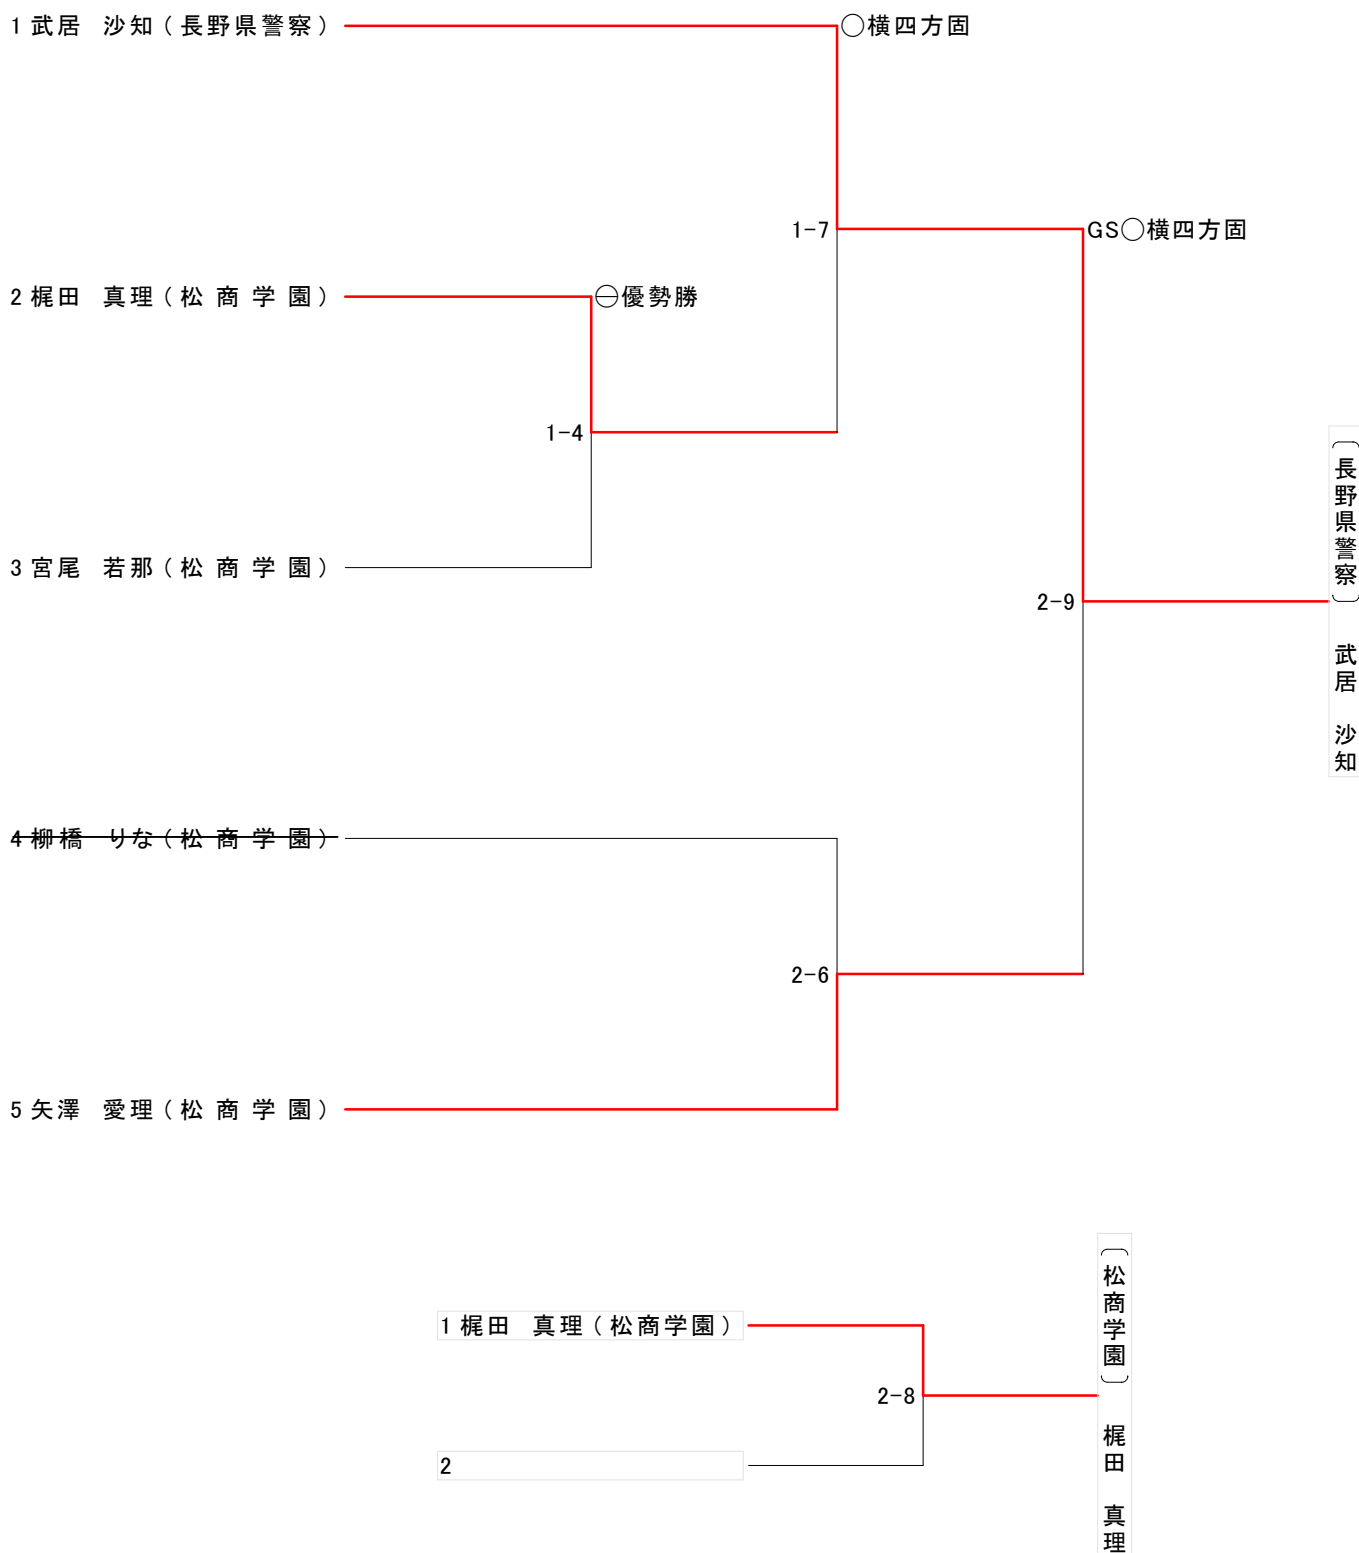 1 武居　沙知（長野県警察）
○横四方固
1-7
GS○横四方固
2 梶田　真理（松商学園）
⊖優勢勝
1-4
3 宮尾　若那（松商学園）
2-9
（長野県警察）　武居　沙知
4 柳橋　りな（松商学園）
2-6
5 矢澤　愛理（松商学園）
1 梶田　真理（松商学園）
2-8
2
（松商学園）　梶田　真理